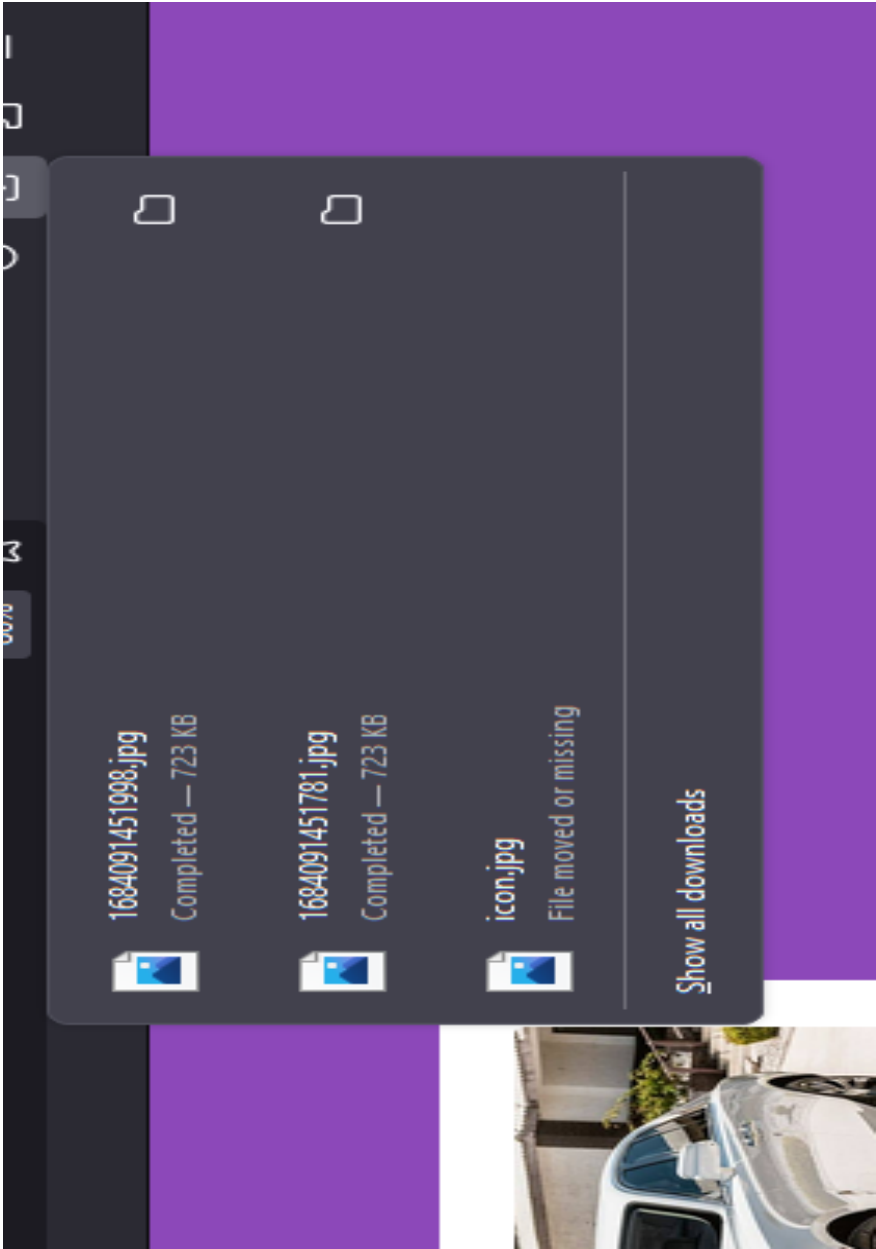 1684091451998.jpg
Completed — 723 KB
1684091451781.jpg
Completed — 723 KB
icon.jpg
File moved or missing
Show all downloads